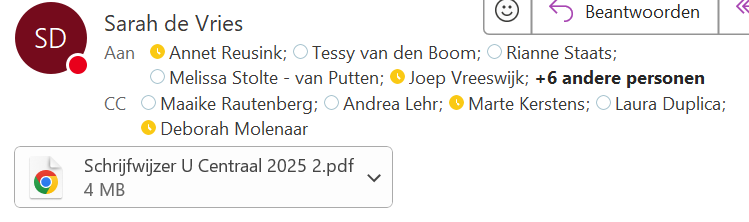 SD
Sarah de Vries
Beantwoorden
Aan Annet Reusink; Tessy van den Boom; Rianne Staats;
Melissa Stolte - van Putten; Joep Vreeswijk; +6 andere personen
CC Maaike Rautenberg; Andrea Lehr; Marte Kerstens; Laura Duplica;
Deborah Molenaar
Schrijfwijzer U Centraal 2025 2.pdf
4 MB